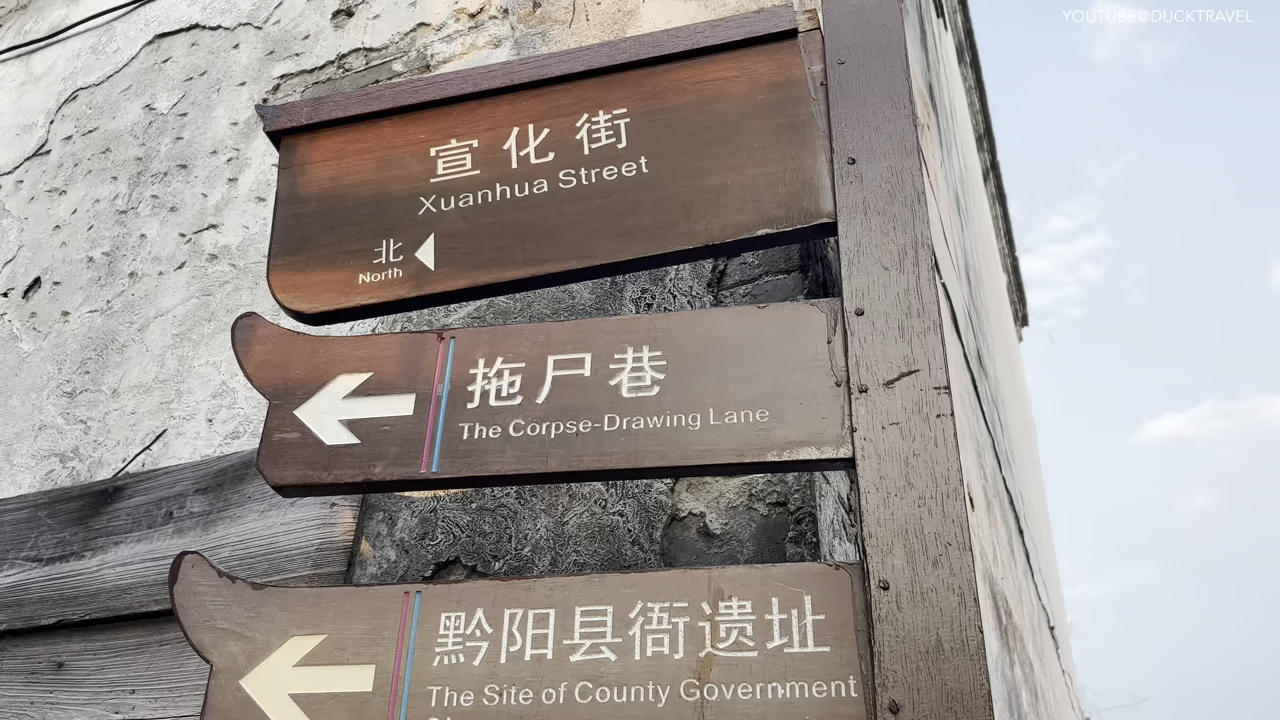 YOUTUBE@DUCKTRAVEL
宣化街
Xuanhua Street
北
North
拖尸巷
The Corpse-Drawing Lane
黔阳县衙遗址
The Site of County Government